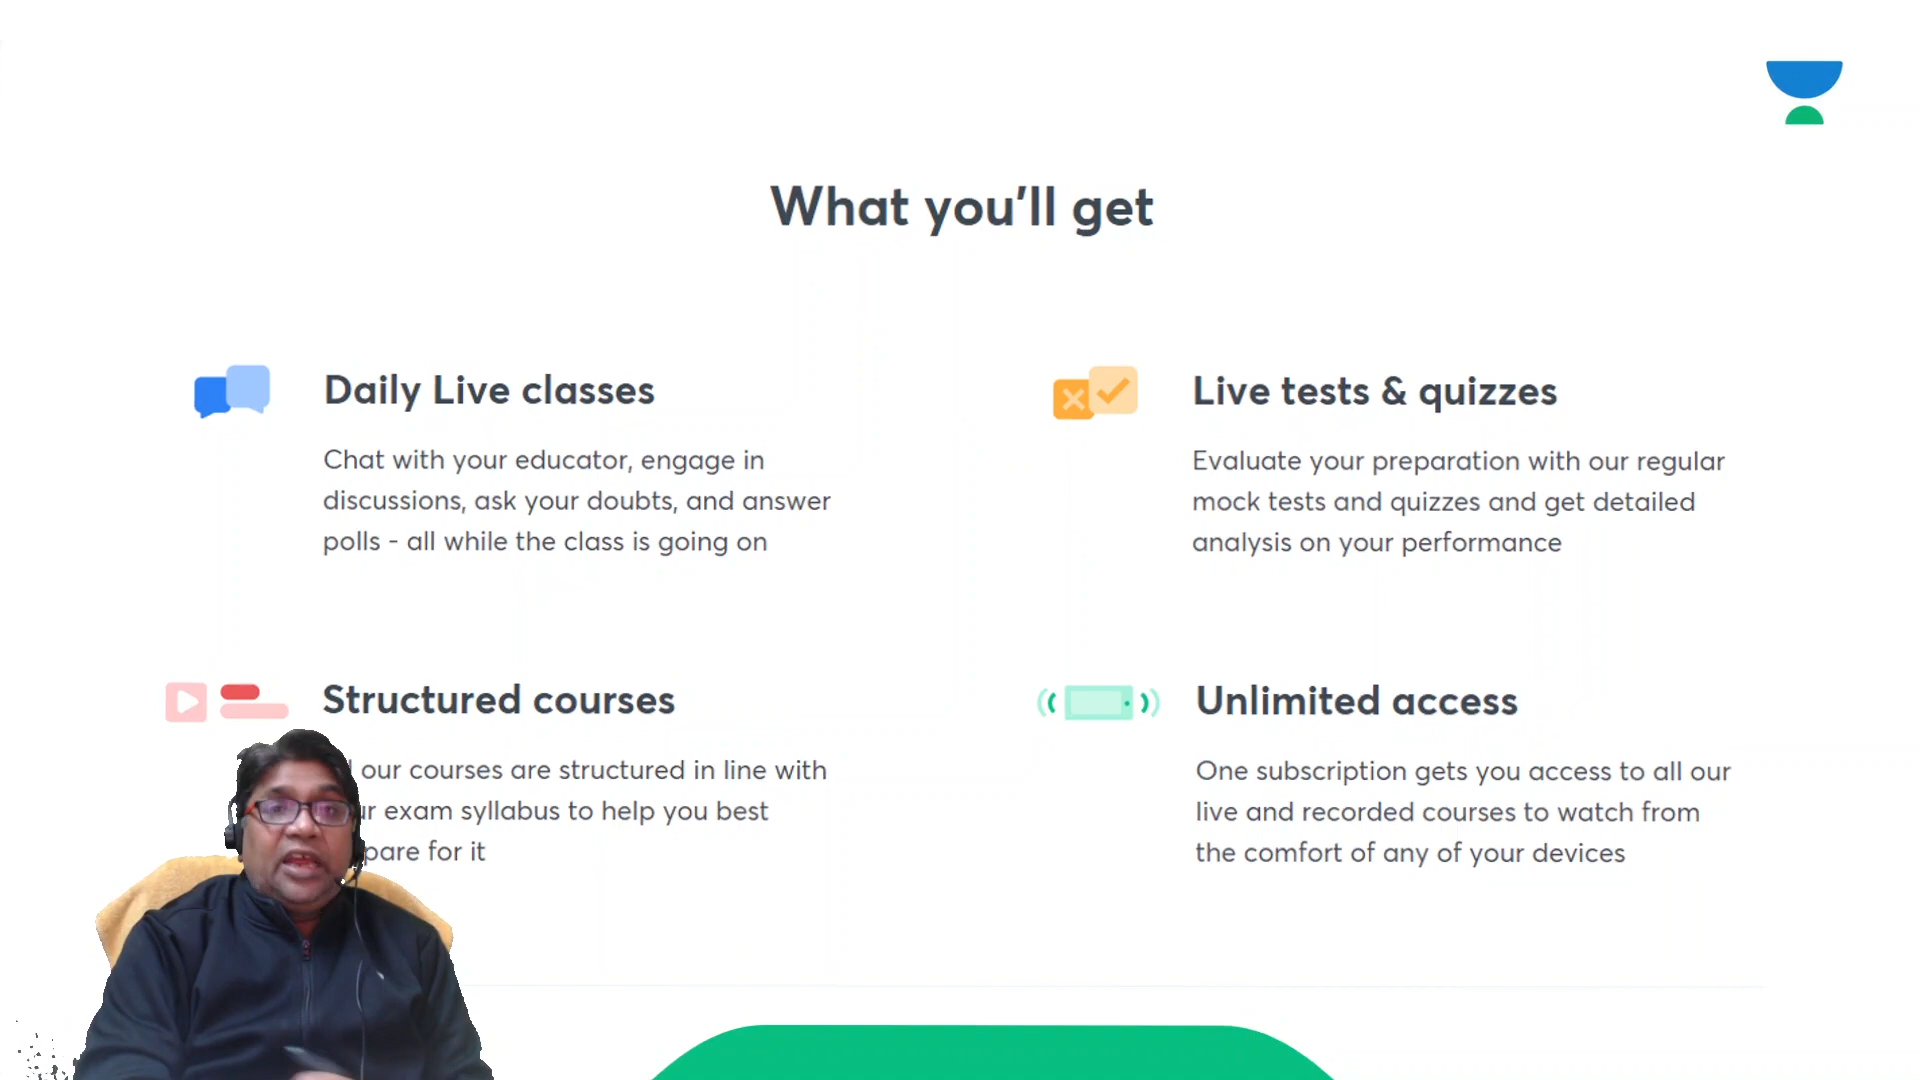 What you'll get
Daily Live classes
Chat with your educator, engage in
discussions, ask your doubts, and answer
polls - all while the class is going on
Live tests & quizzes
Evaluate your preparation with our regular
mock tests and quizzes and get detailed
analysis on your performance
Structured courses
our courses are structured in line with
exam syllabus to help you best
for it
Unlimited access
One subscription gets you access to all our
live and recorded courses to watch from
the comfort of any of your devices